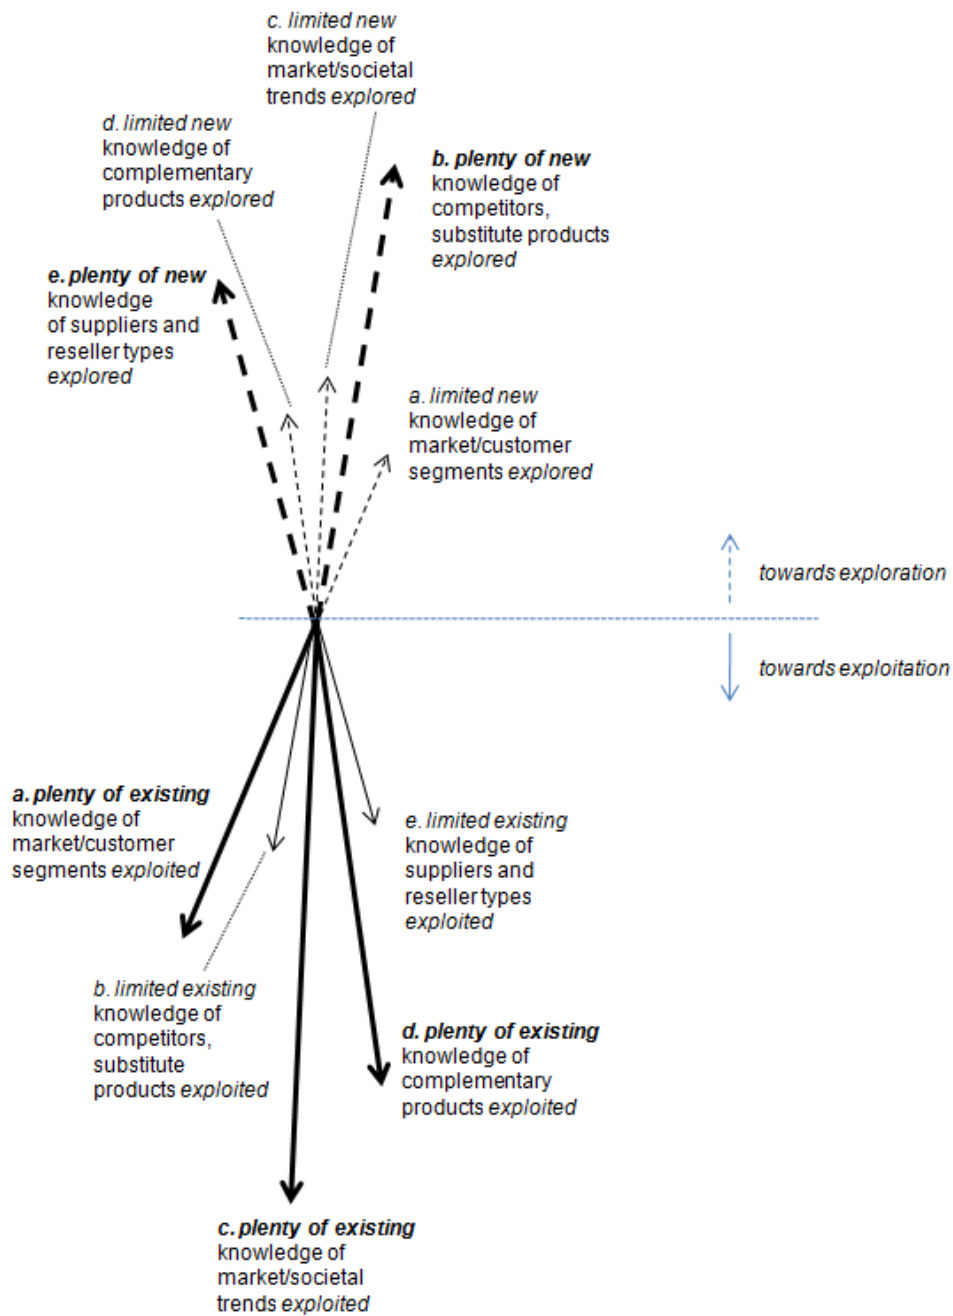 c. limited new
knowledge of
market/societal
trends explored
d. limited new
knowledge of
complementary
products explored
b. plenty of new
knowledge of
competitors,
substitute products
explored
e. plenty of new
knowledge
of suppliers and
reseller types
explored
a. limited new
knowledge of
market/customer
segments explored
towards exploration
towards exploitation
a. plenty of existing
knowledge of
market/customer
segments exploited
e. limited existing
knowledge of
suppliers and
reseller types
exploited
b. limited existing
knowledge of
competitors,
substitute
products exploited
d. plenty of existing
knowledge of
complementary
products exploited
c. plenty of existing
knowledge of
market/societal
trends exploited